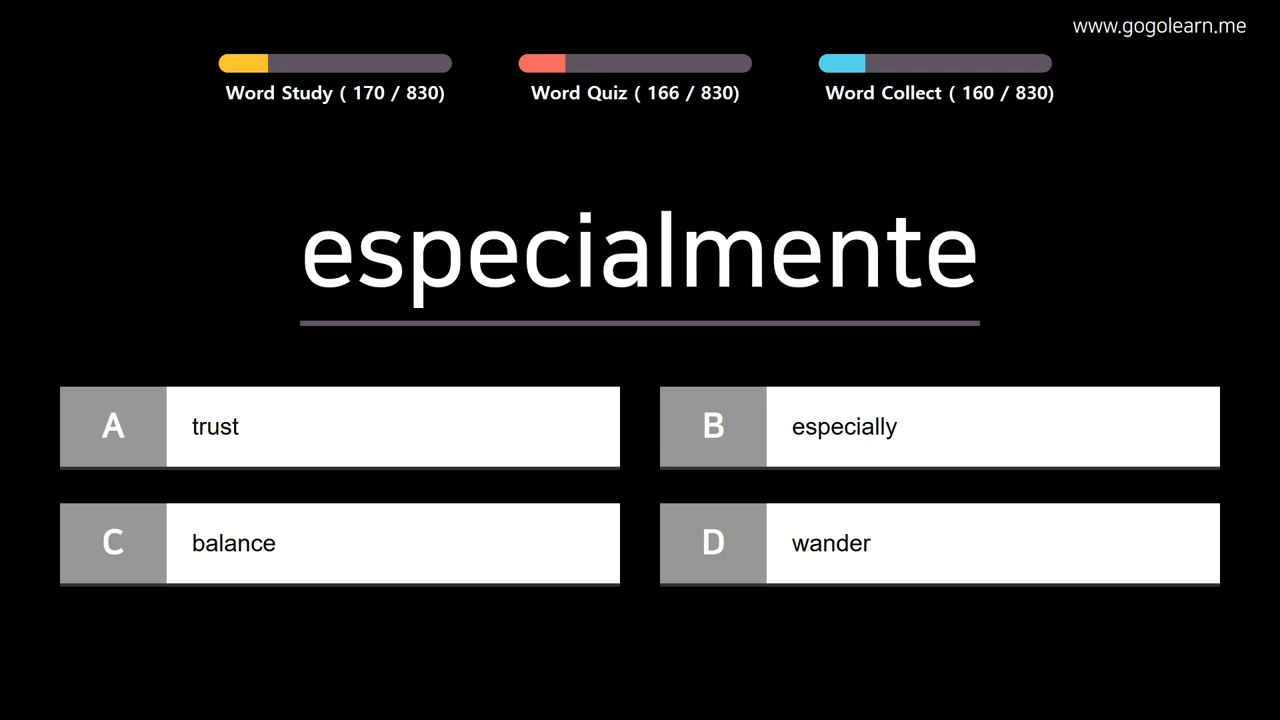 www.gogolearn.me
Word Study ( 170 / 830)
Word Quiz ( 166 / 830)
Word Collect ( 160 / 830)
especialmente
A trust
B especially
C balance
D wander